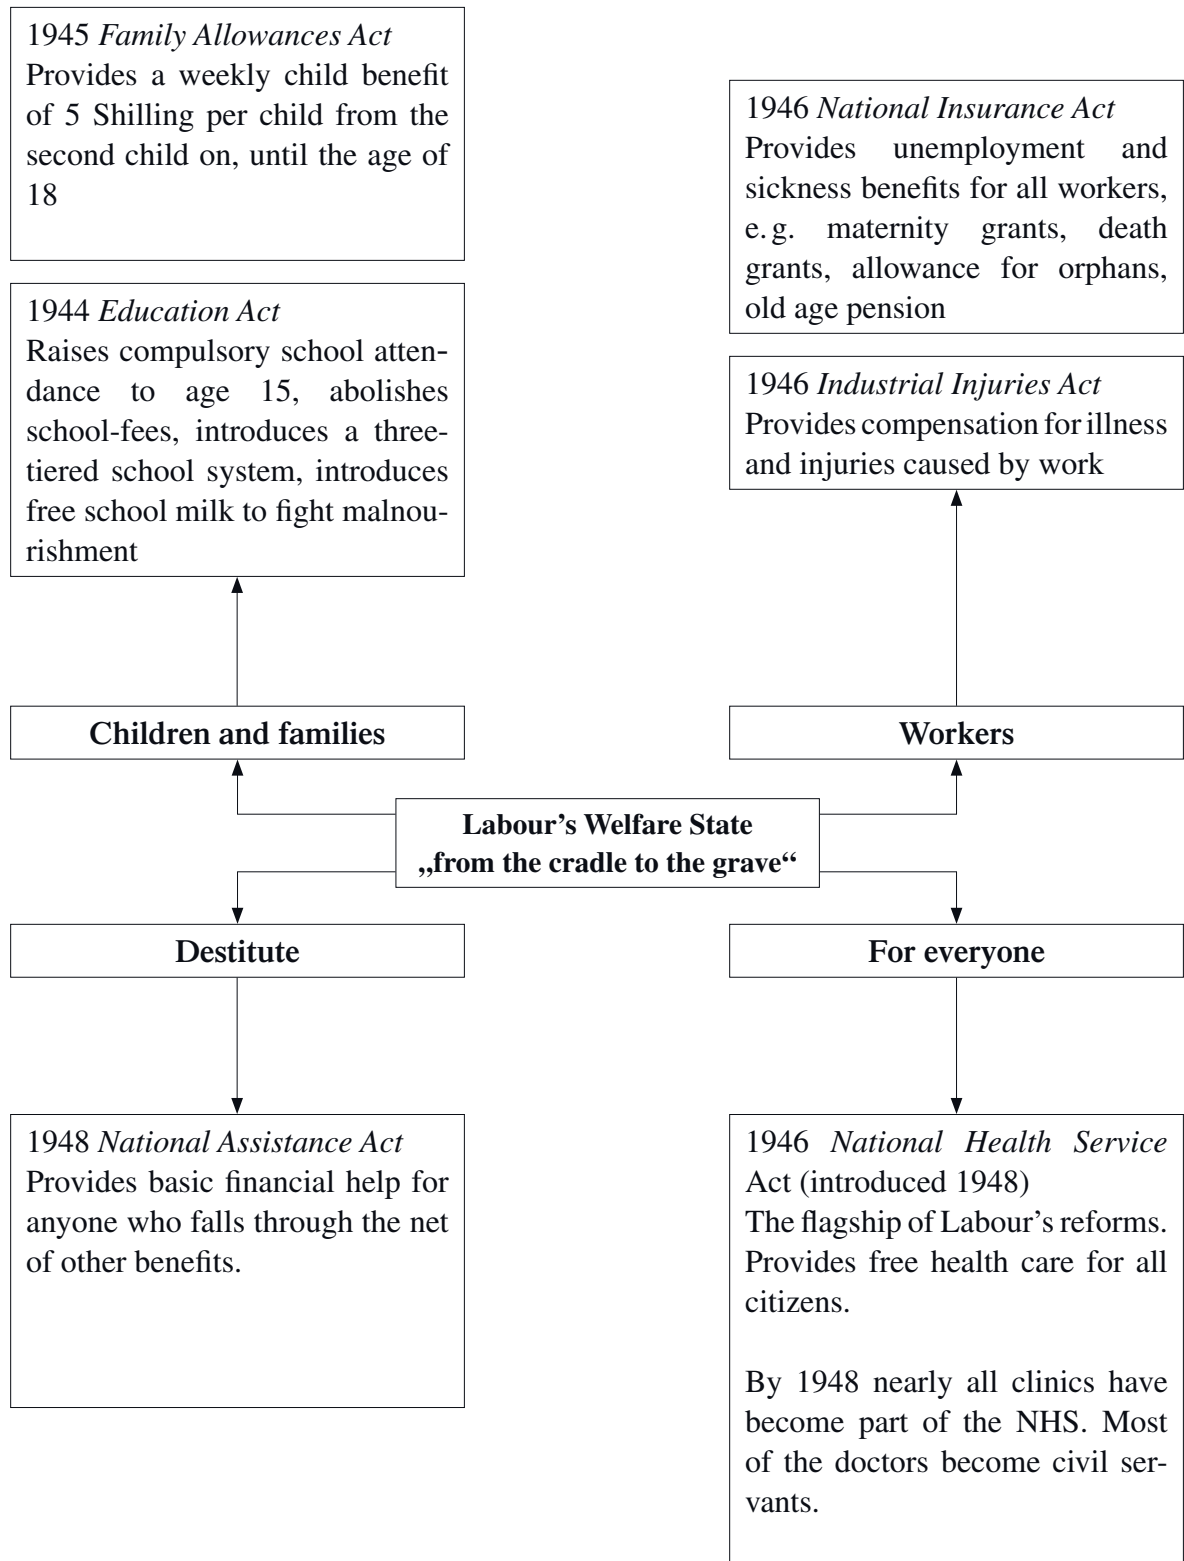 1945 Family Allowances Act
Provides a weekly child benefit
of 5 Shilling per child from the
second child on, until the age of
18
1944 Education Act
Raises compulsory school atten-
dance to age 15, abolishes
school-fees, introduces a three-
tiered school system, introduces
free school milk to fight malnou-
rishment
1946 National Insurance Act
Provides unemployment and
sickness benefits for all workers,
e. g. maternity grants, death
grants, allowance for orphans,
old age pension
1946 Industrial Injuries Act
Provides compensation for illness
and injuries caused by work
Children and families
Workers
Labour’s Welfare State
„from the cradle to the grave“
Destitute
For everyone
1948 National Assistance Act
Provides basic financial help for
anyone who falls through the net
of other benefits.
1946 National Health Service
Act (introduced 1948)
The flagship of Labour’s reforms.
Provides free health care for all
citizens.
By 1948 nearly all clinics have
become part of the NHS. Most
of the doctors become civil ser-
vants.